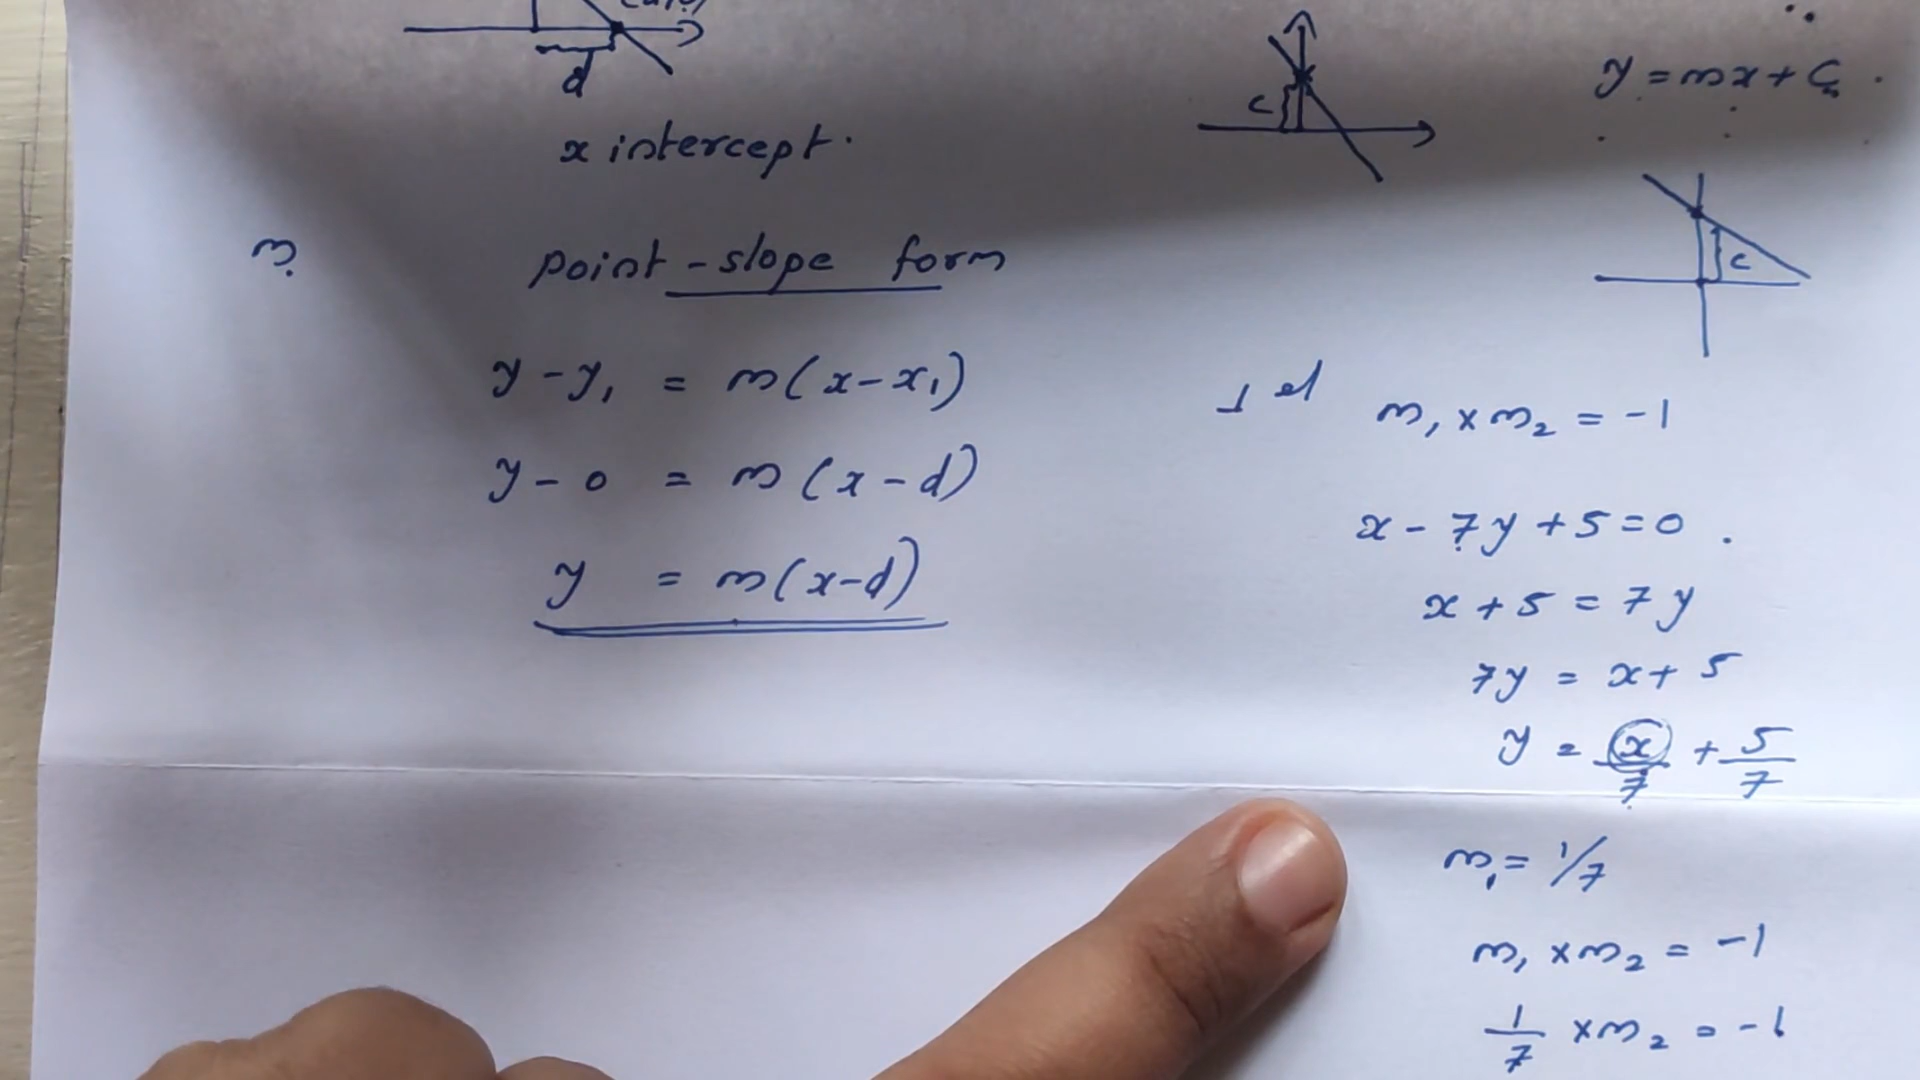 d
x intercept.
m
point-slope form
y - y₁ = m(x - x₁)
y - 0 = m(x - d)
y = m(x-d)
c
y = mx + c
c
⊥ el
m₁ × m₂ = -1
x - 7y + 5 = 0.
x + 5 = 7y
7y = x + 5
y = x/7 + 5/7
m₁ = 1/7
m₁ × m₂ = -1
1/7 × m₂ = -1